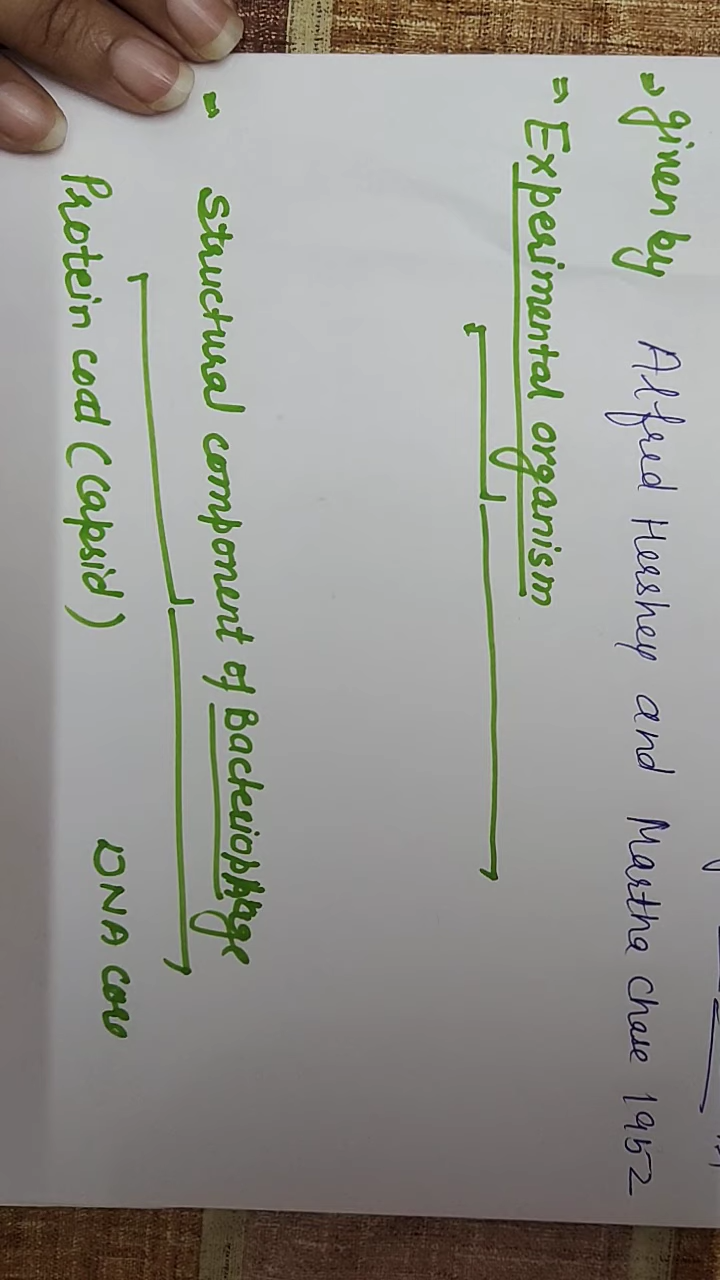 ⇒ given by Alfred Hershey and Martha chase 1952
⇒ Experimental organism
⇒ Structural component of Bacteriophage
Protein coat (capsid) DNA core